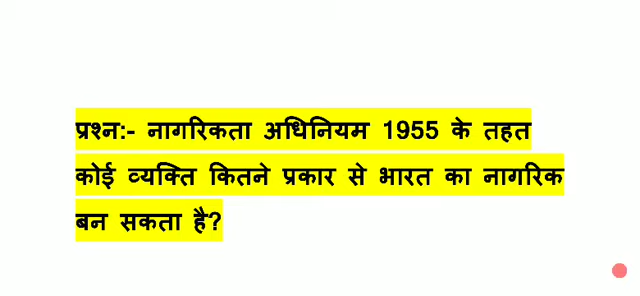 प्रश्न:- नागरिकता अधिनियम 1955 के तहत
कोई व्यक्ति कितने प्रकार से भारत का नागरिक
बन सकता है?